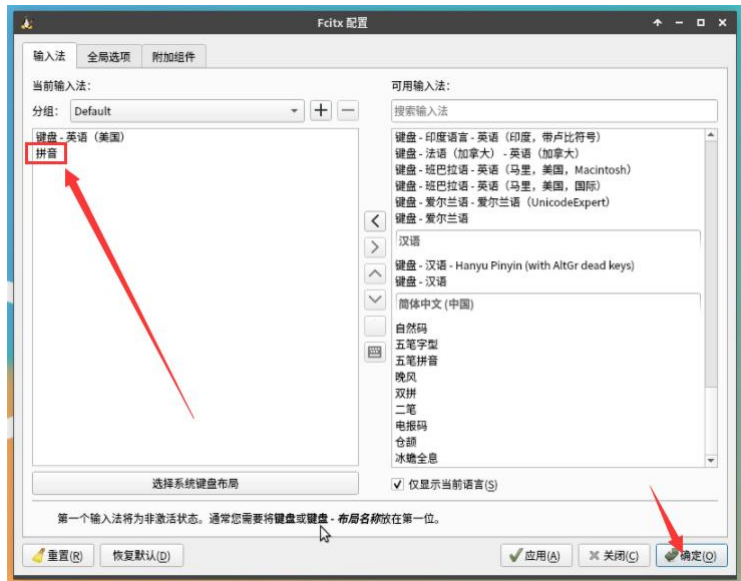 Fcitx 配置
输入法 全局选项 附加组件
当前输入法:
可用输入法:
分组: Default
搜索输入法
键盘 - 英语（美国）
拼音
键盘 - 印度语言 - 英语（印度，带卢比符号）
键盘 - 法语（加拿大）- 英语（加拿大）
键盘 - 班巴拉语 - 英语（马里，美国，Macintosh）
键盘 - 班巴拉语 - 英语（马里，美国，国际）
键盘 - 爱尔兰语 - 爱尔兰语（UnicodeExpert）
键盘 - 爱尔兰语
汉语
键盘 - 汉语 - Hanyu Pinyin (with AltGr dead keys)
键盘 - 汉语
简体中文 (中国)
自然码
五笔字型
五笔拼音
晚风
双拼
二笔
电报码
仓颉
冰蟾全息
选择系统键盘布局
仅显示当前语言(S)
第一个输入法将为非激活状态。通常您需要将键盘或键盘 - 布局名称放在第一位。
重置(R) 恢复默认(D) 应用(A) 关闭(C) 确定(O)